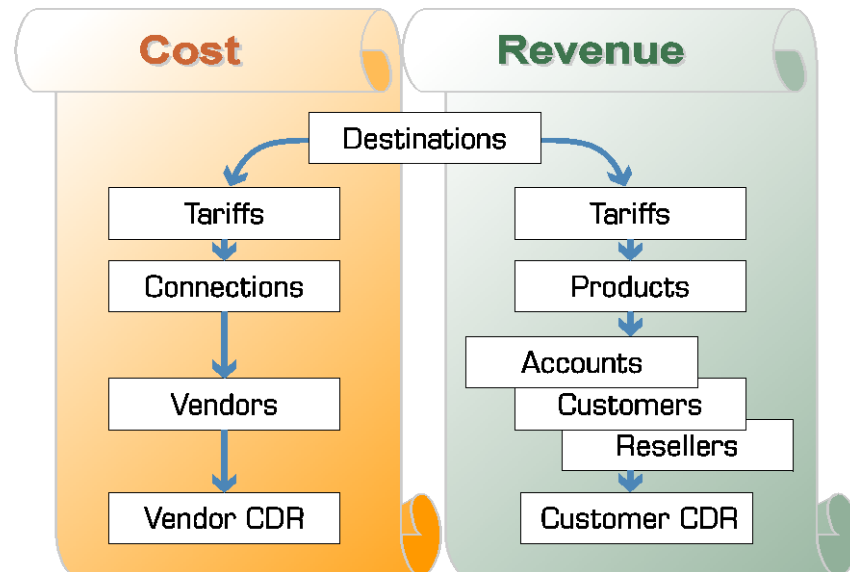 Cost
Revenue
Destinations
Tariffs
Tariffs
Connections
Products
Accounts
Vendors
Customers
Resellers
Vendor CDR
Customer CDR